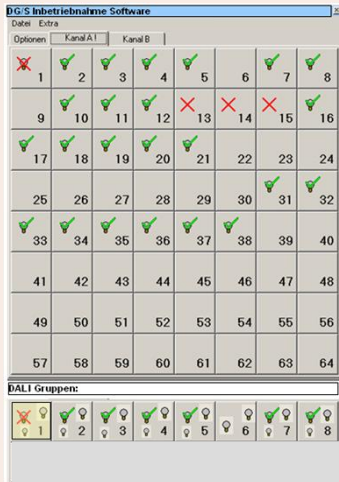 DG/S Inbetriebnahme Software
Datei Extra
Optionen Kanal A ! Kanal B
1 2 3 4 5 6 7 8
9 10 11 12 13 14 15 16
17 18 19 20 21 22 23 24
25 26 27 28 29 30 31 32
33 34 35 36 37 38 39 40
41 42 43 44 45 46 47 48
49 50 51 52 53 54 55 56
57 58 59 60 61 62 63 64
DALI Gruppen:
1 2 3 4 5 6 7 8